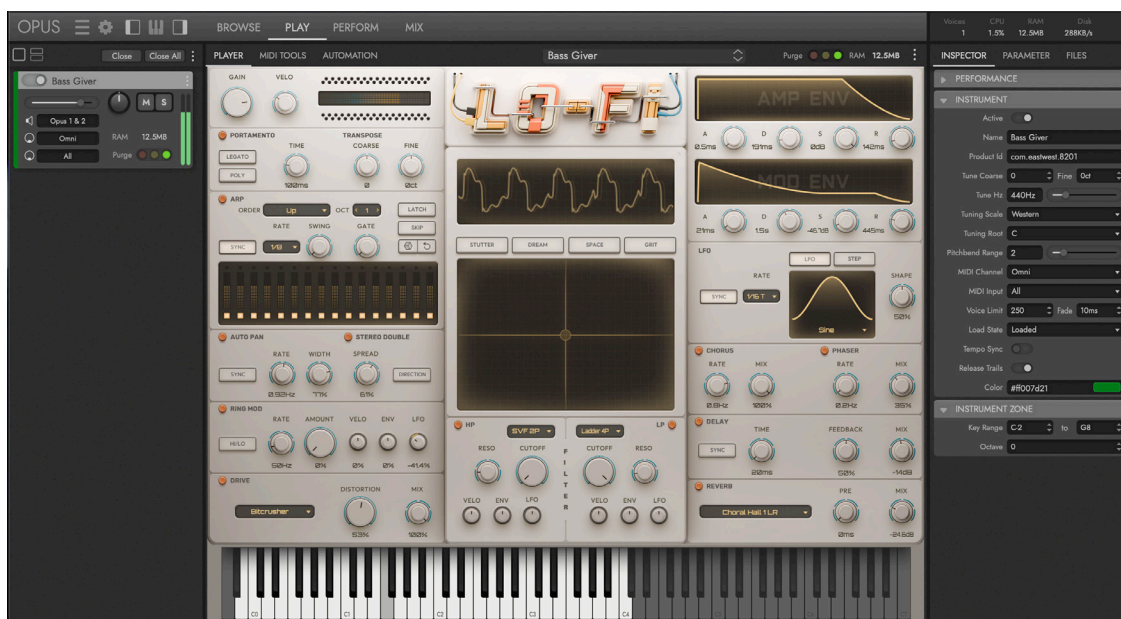 OPUS
BROWSE PLAY PERFORM MIX
Voices CPU RAM Disk
1 1.5% 12.5MB 288KB/s
Close Close All
PLAYER MIDI TOOLS AUTOMATION
Bass Giver
Purge RAM 12.5MB
INSPECTOR PARAMETER FILES
Bass Giver
M S
Opus 1 & 2
Omni RAM 12.5MB
All Purge
GAIN VELO
PORTAMENTO TRANSPOSE
LEGATO TIME COARSE FINE
POLY
100ms 0 0ct
ARP
ORDER Up OCT 1 LATCH
RATE SWING GATE SKIP
SYNC 1/8
AUTO PAN STEREO DOUBLE
RATE WIDTH SPREAD
SYNC DIRECTION
0.92Hz 77% 61%
RING MOD
RATE AMOUNT VELO ENV LFO
HI/LO
50Hz 0% 0% 0% -41.4%
DRIVE
DISTORTION MIX
Bitcrusher
53% 100%
LO-FI
STUTTER DREAM SPACE GRIT
HP SVF 2P Ladder 4P LP
RESO CUTOFF CUTOFF RESO
FILTER
VELO ENV LFO VELO ENV LFO
AMP ENV
A D S R
0.5ms 191ms 0dB 142ms
MOD ENV
A D S R
21ms 1.5s -46.7dB 445ms
LFO
LFO STEP
RATE SHAPE
SYNC 1/16 T
50%
Sine
CHORUS PHASER
RATE MIX RATE MIX
0.8Hz 100% 0.2Hz 35%
DELAY
TIME FEEDBACK MIX
SYNC
20ms 50% -14dB
REVERB
PRE MIX
Choral Hall 1 LR
0ms -24.6dB
C0 C1 C2 C3 C4
PERFORMANCE
INSTRUMENT
Active
Name Bass Giver
Product Id com.eastwest.8201
Tune Coarse 0 Fine 0ct
Tune Hz 440Hz
Tuning Scale Western
Tuning Root C
Pitchbend Range 2
MIDI Channel Omni
MIDI Input All
Voice Limit 250 Fade 10ms
Load State Loaded
Tempo Sync
Release Trails
Color #ff007d21
INSTRUMENT ZONE
Key Range C-2 to G8
Octave 0